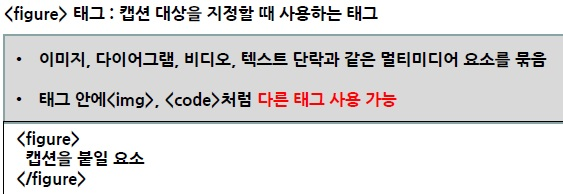 <figure> 태그 : 캡션 대상을 지정할 때 사용하는 태그
• 이미지, 다이어그램, 비디오, 텍스트 단락과 같은 멀티미디어 요소를 묶음
• 태그 안에<img>, <code>처럼 다른 태그 사용 가능
<figure>
캡션을 붙일 요소
</figure>